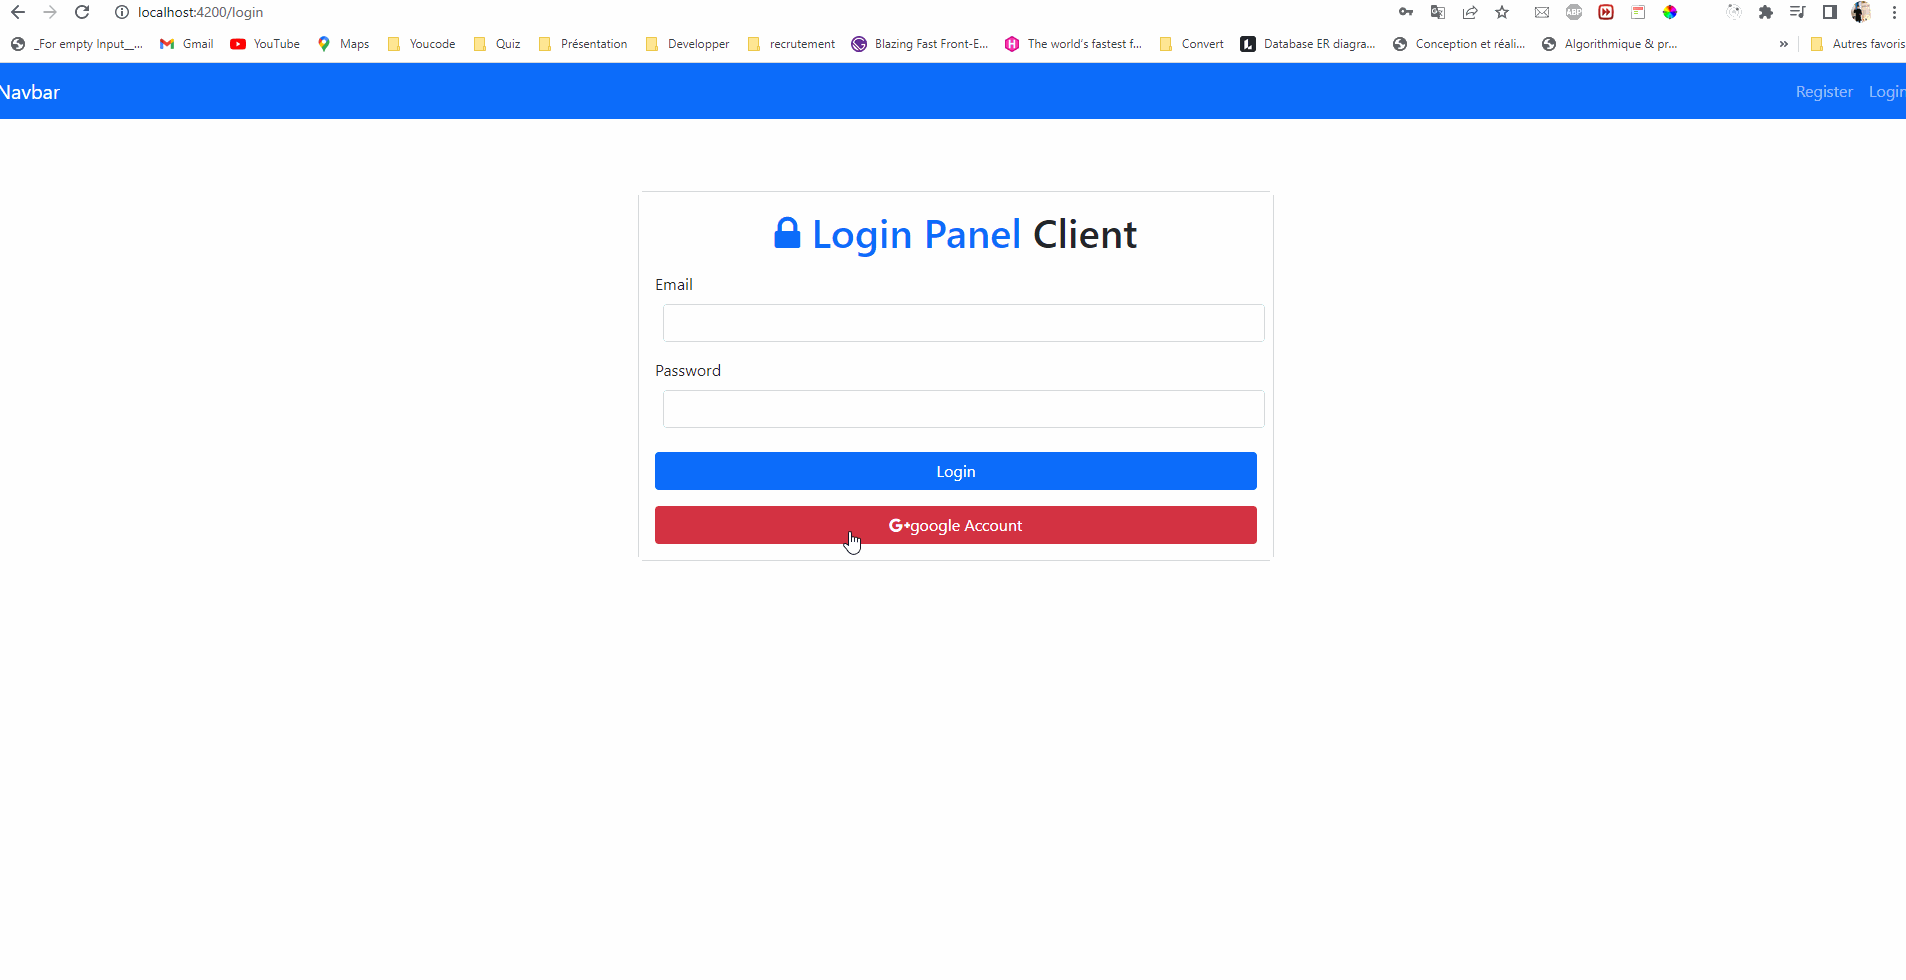 localhost:4200/login
ABP
_For empty Input__... Gmail YouTube Maps Youcode Quiz Présentation Developper recrutement Blazing Fast Front-E... The world's fastest f... Convert Database ER diagra... Conception et réali... Algorithmique & pr... » Autres favoris
Navbar Register Login
Login Panel Client
Email
Password
Login
G+google Account